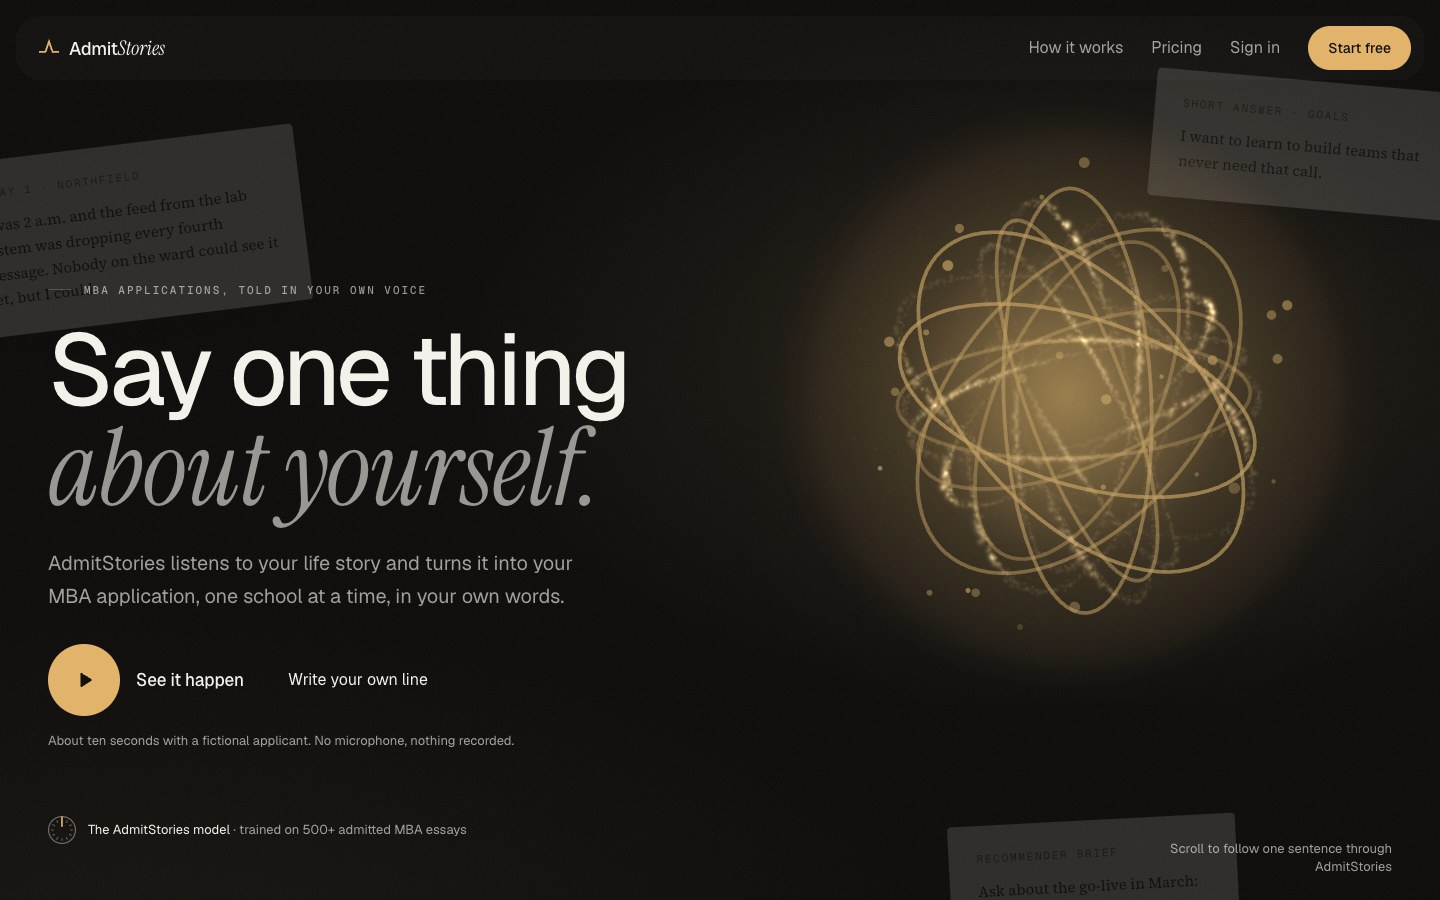 AdmitStories
How it works
Pricing
Sign in
Start free
SHORT ANSWER · GOALS
I want to learn to build teams that
never need that call.
AY 1 · NORTHFIELD
was 2 a.m. and the feed from the lab
stem was dropping every fourth
essage. Nobody on the ward could see it
et, but I coul
MBA APPLICATIONS, TOLD IN YOUR OWN VOICE
Say one thing
about yourself.
AdmitStories listens to your life story and turns it into your
MBA application, one school at a time, in your own words.
See it happen
Write your own line
About ten seconds with a fictional applicant. No microphone, nothing recorded.
The AdmitStories model · trained on 500+ admitted MBA essays
RECOMMENDER BRIEF
Ask about the go-live in March:
Scroll to follow one sentence through
AdmitStories